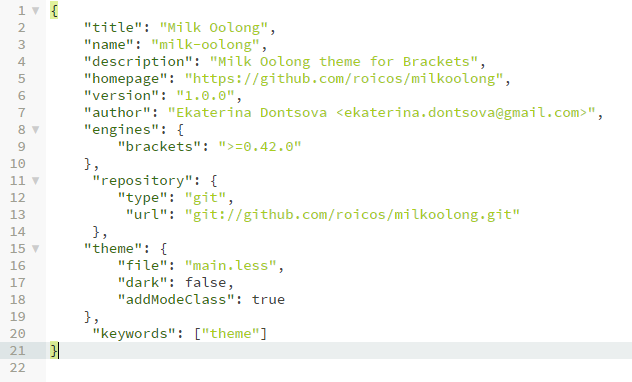 1 {
2     "title": "Milk Oolong",
3     "name": "milk-oolong",
4     "description": "Milk Oolong theme for Brackets",
5     "homepage": "https://github.com/roicos/milkoolong",
6     "version": "1.0.0",
7     "author": "Ekaterina Dontsova <ekaterina.dontsova@gmail.com>",
8     "engines": {
9         "brackets": ">=0.42.0"
10     },
11      "repository": {
12         "type": "git",
13          "url": "git://github.com/roicos/milkoolong.git"
14      },
15     "theme": {
16         "file": "main.less",
17         "dark": false,
18         "addModeClass": true
19     },
20      "keywords": ["theme"]
21 }
22